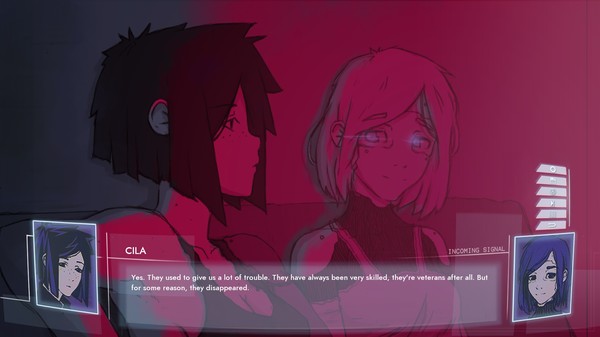 CILA
INCOMING SIGNAL
Yes. They used to give us a lot of trouble. They have always been very skilled; they're veterans after all. But
for some reason, they disappeared.